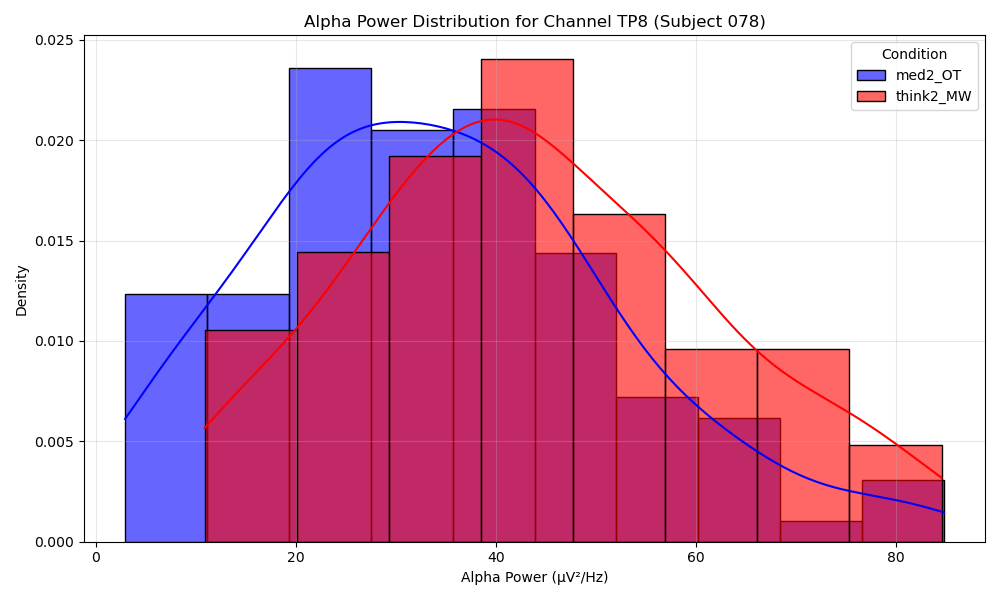 Alpha Power Distribution for Channel TP8 (Subject 078)
Condition
med2_OT
think2_MW
Density
0.025
0.020
0.015
0.010
0.005
0.000
0
20
40
60
80
Alpha Power (μV²/Hz)